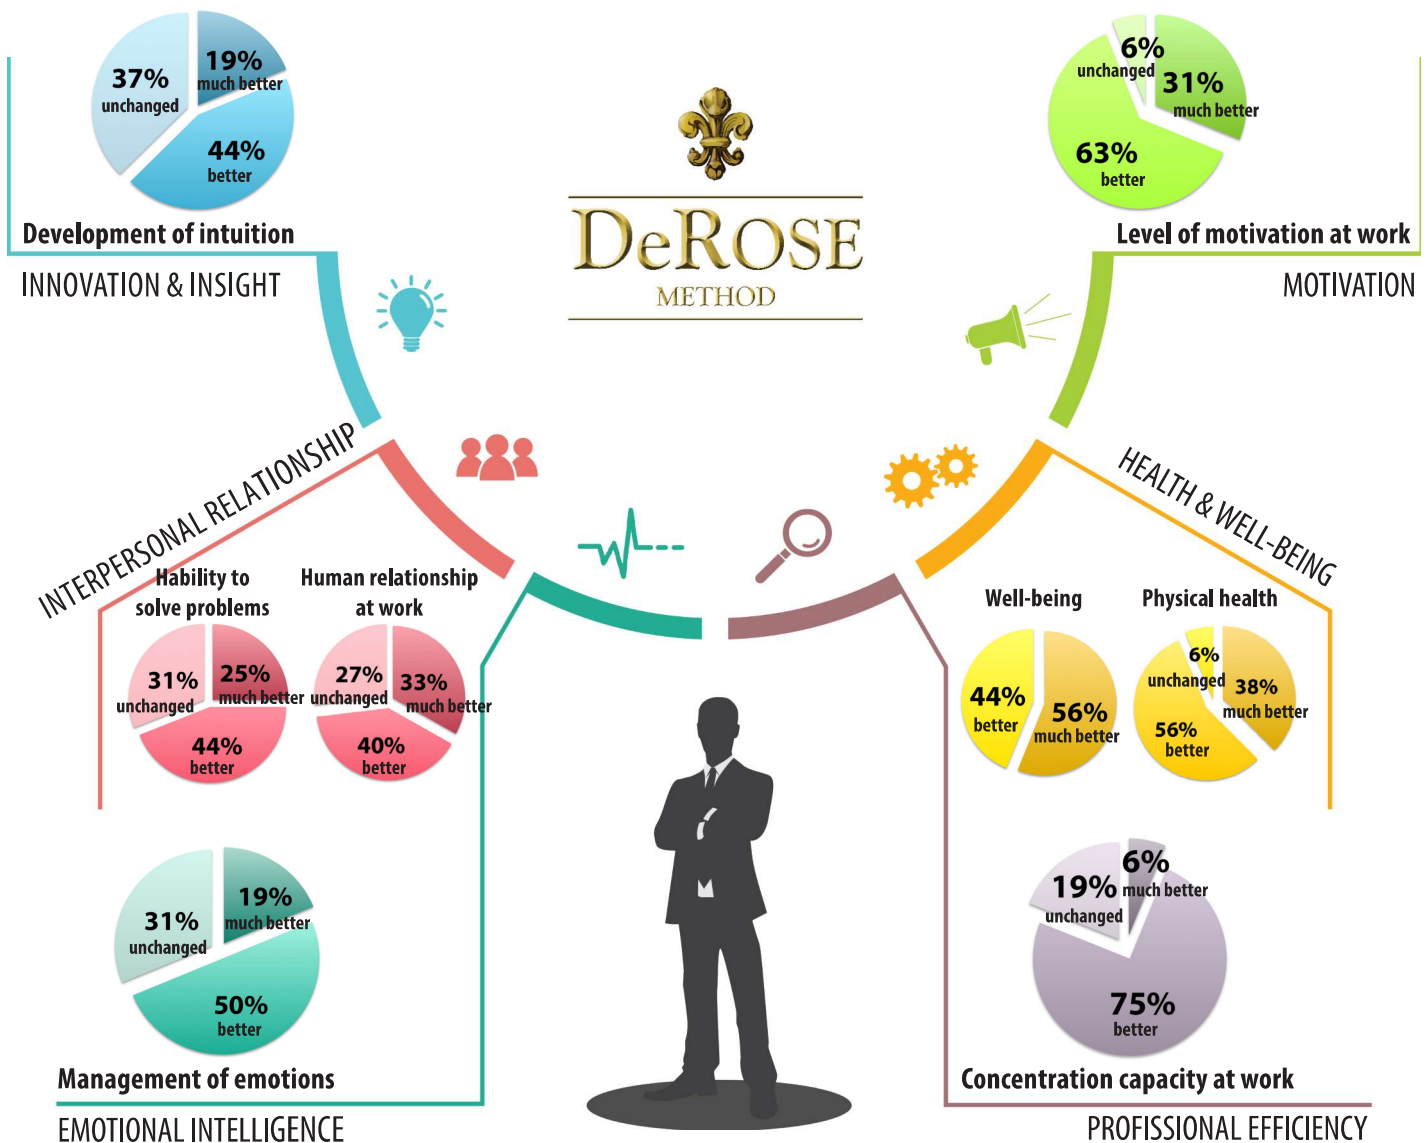 37%
unchanged
19%
much better
44%
better
Development of intuition
INNOVATION & INSIGHT
DEROSE
METHOD
6%
unchanged
31%
much better
63%
better
Level of motivation at work
MOTIVATION
INTERPERSONAL RELATIONSHIP
Hability to
solve problems
31%
unchanged
25%
much better
44%
better
Human relationship
at work
27%
unchanged
33%
much better
40%
better
HEALTH & WELL-BEING
Well-being
44%
better
56%
much better
Physical health
6%
unchanged
38%
much better
56%
better
31%
unchanged
19%
much better
50%
better
Management of emotions
EMOTIONAL INTELLIGENCE
19%
unchanged
6%
much better
75%
better
Concentration capacity at work
PROFISSIONAL EFFICIENCY